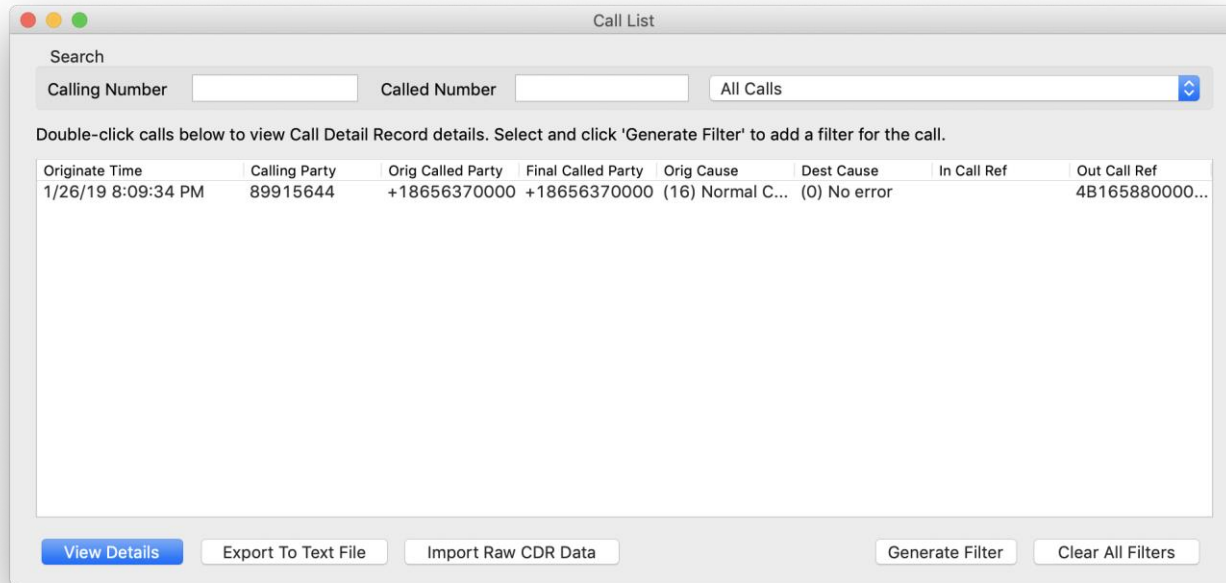 Call List
Search
Calling Number Called Number All Calls
Double-click calls below to view Call Detail Record details. Select and click 'Generate Filter' to add a filter for the call.
Originate Time Calling Party Orig Called Party Final Called Party Orig Cause Dest Cause In Call Ref Out Call Ref
1/26/19 8:09:34 PM 89915644 +18656370000 +18656370000 (16) Normal C... (0) No error 4B165880000...
View Details Export To Text File Import Raw CDR Data Generate Filter Clear All Filters